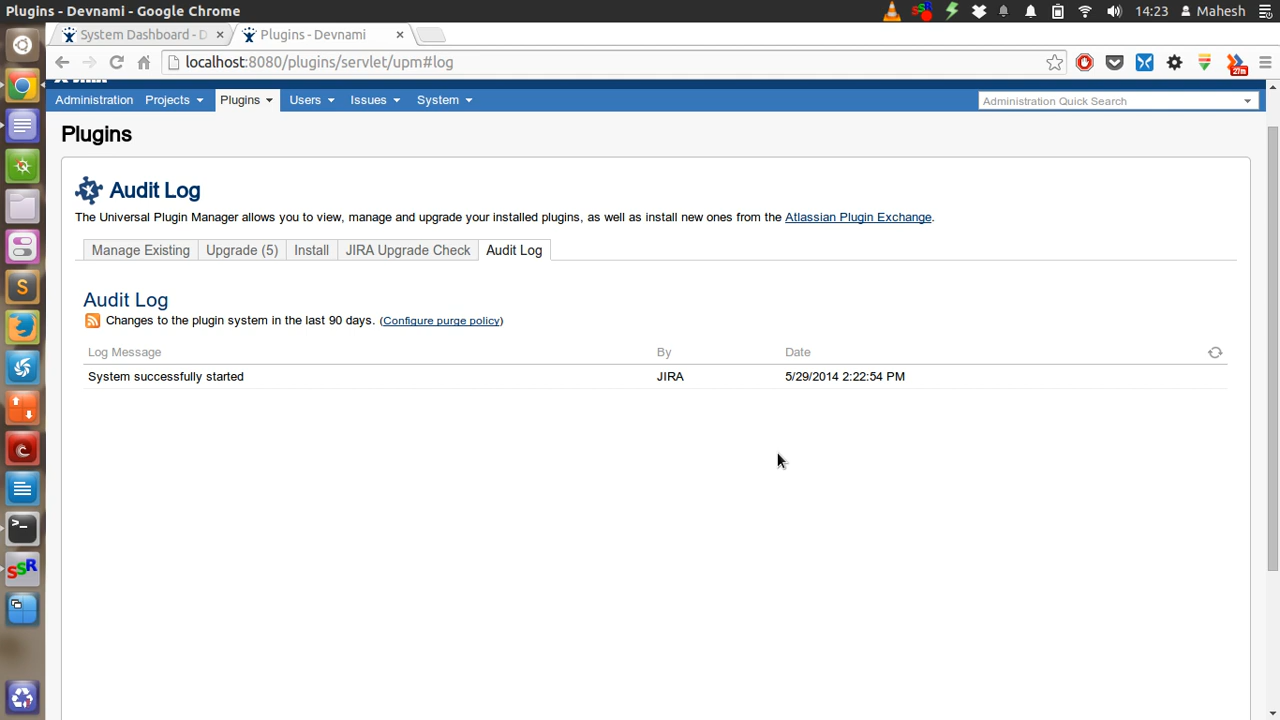 Plugins - Devnami - Google Chrome
14:23 Mahesh
System Dashboard - D
Plugins - Devnami
localhost:8080/plugins/servlet/upm#log
27m
Administration Projects Plugins Users Issues System
Administration Quick Search
Plugins
Audit Log
The Universal Plugin Manager allows you to view, manage and upgrade your installed plugins, as well as install new ones from the Atlassian Plugin Exchange.
Manage Existing Upgrade (5) Install JIRA Upgrade Check Audit Log
Audit Log
Changes to the plugin system in the last 90 days. (Configure purge policy)
Log Message By Date
System successfully started JIRA 5/29/2014 2:22:54 PM
S
SSR